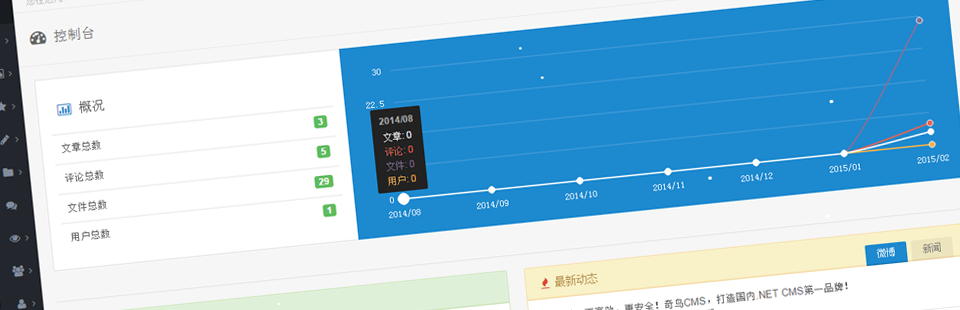 控制台
概况
文章总数 3
评论总数 5
文件总数 29
用户总数 1
30
22.5
2014/08
文章: 0
评论: 0
文件: 0
用户: 0
0
2014/08 2014/09 2014/10 2014/11 2014/12 2015/01 2015/02
最新动态 微博 新闻
更安全！奇鸟CMS，打造国内.NET CMS第一品牌！